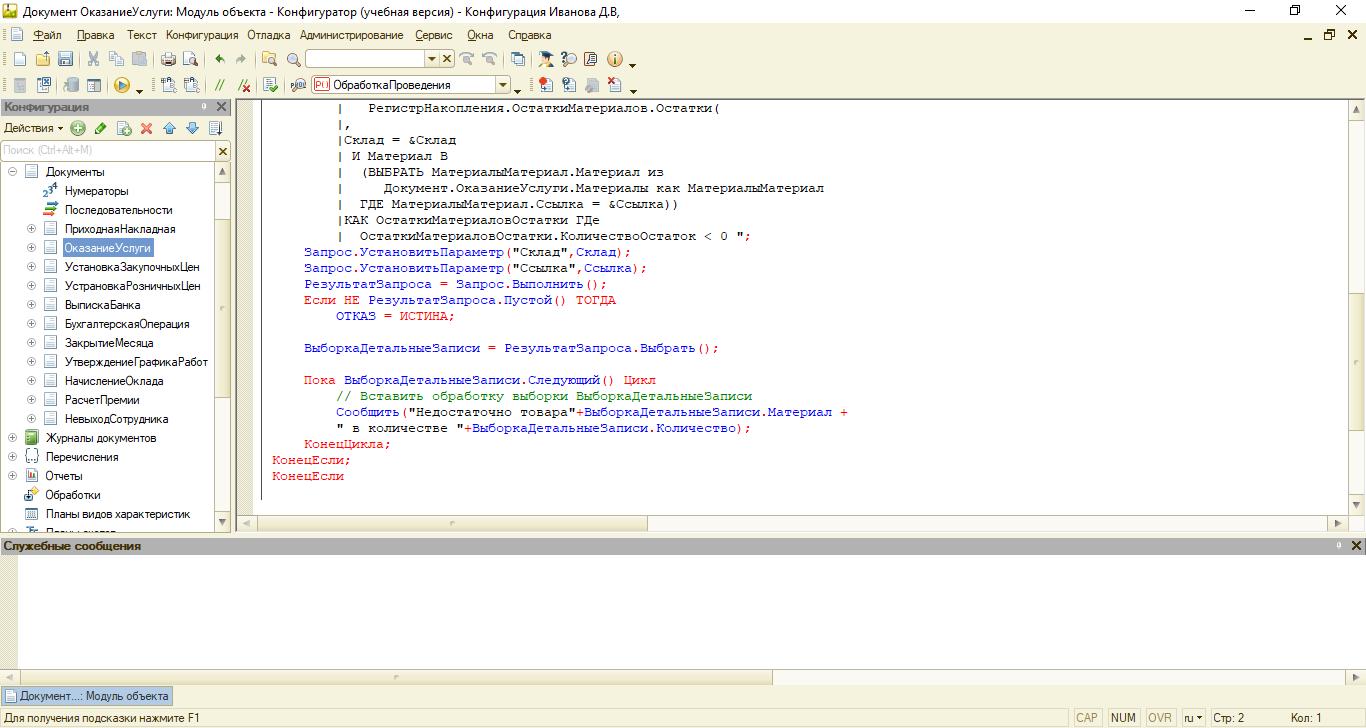 Документ ОказаниеУслуги: Модуль объекта - Конфигуратор (учебная версия) - Конфигурация Иванова Д.В,
Файл Правка Текст Конфигурация Отладка Администрирование Сервис Окна Справка
ОбработкаПроведения
Конфигурация
Действия
Поиск (Ctrl+Alt+M)
Документы
Нумераторы
Последовательности
ПриходнаяНакладная
ОказаниеУслуги
УстановкаЗакупочныхЦен
УстрановкаРозничныхЦен
ВыпискаБанка
БухгалтерскаяОперация
ЗакрытиеМесяца
УтверждениеГрафикаРабот
НачислениеОклада
РасчетПремии
НевыходСотрудника
Журналы документов
Перечисления
Отчеты
Обработки
Планы видов характеристик
| РегистрНакопления.ОстаткиМатериалов.Остатки(
|,
|Склад = &Склад
| И Материал В
| (ВЫБРАТЬ МатериалыМатериал.Материал из
| Документ.ОказаниеУслуги.Материалы как МатериалыМатериал
| ГДЕ МатериалыМатериал.Ссылка = &Ссылка))
|КАК ОстаткиМатериаловОстатки ГДе
| ОстаткиМатериаловОстатки.КоличествоОстаток < 0 ";
Запрос.УстановитьПараметр("Склад",Склад);
Запрос.УстановитьПараметр("Ссылка",Ссылка);
РезультатЗапроса = Запрос.Выполнить();
Если НЕ РезультатЗапроса.Пустой() ТОГДА
ОТКАЗ = ИСТИНА;
ВыборкаДетальныеЗаписи = РезультатЗапроса.Выбрать();
Пока ВыборкаДетальныеЗаписи.Следующий() Цикл
// Вставить обработку выборки ВыборкаДетальныеЗаписи
Сообщить("Недостаточно товара"+ВыборкаДетальныеЗаписи.Материал +
" в количестве "+ВыборкаДетальныеЗаписи.Количество);
КонецЦикла;
КонецЕсли;
КонецЕсли
Служебные сообщения
Документ...: Модуль объекта
Для получения подсказки нажмите F1
CAP NUM OVR ru Стр: 2 Кол: 1